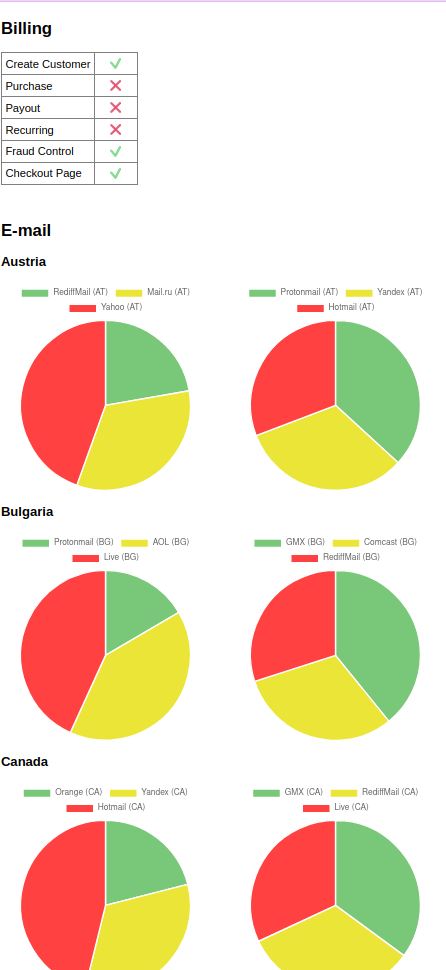 Billing
Create Customer
Purchase
Payout
Recurring
Fraud Control
Checkout Page
E-mail
Austria
RediffMail (AT) Mail.ru (AT)
Yahoo (AT)
Protonmail (AT) Yandex (AT)
Hotmail (AT)
Bulgaria
Protonmail (BG) AOL (BG)
Live (BG)
GMX (BG) Comcast (BG)
RediffMail (BG)
Canada
Orange (CA) Yandex (CA)
Hotmail (CA)
GMX (CA) RediffMail (CA)
Live (CA)